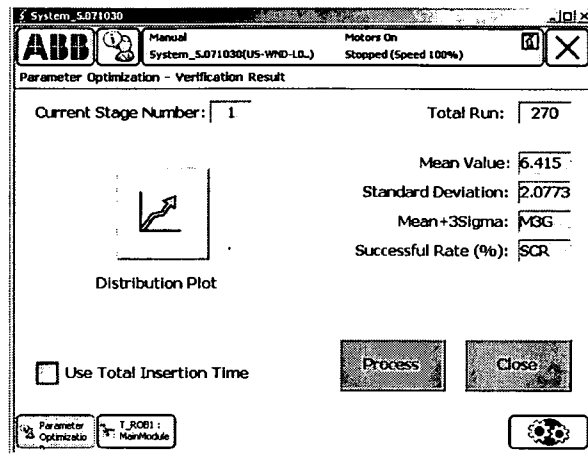 System_5.071030
ABB
Manual
System_5.071030(US-WND-L0...)
Motors On
Stopped (Speed 100%)
Parameter Optimization - Verification Result
Current Stage Number: 1
Total Run: 270
Mean Value: 6.415
Standard Deviation: 2.0773
Mean+3Sigma: M3G
Successful Rate (%): SCR
Distribution Plot
Use Total Insertion Time
Process
Close
Parameter
Optimizatio
T_ROB1 :
MainModule